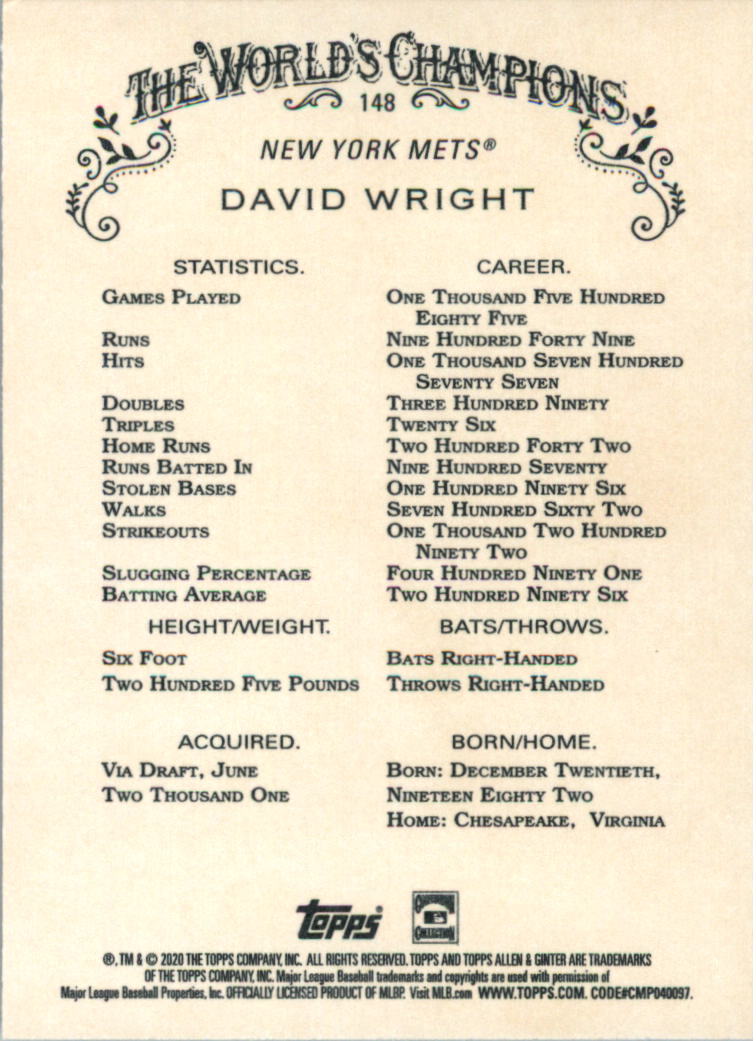 THE WORLD'S CHAMPIONS
148
NEW YORK METS®
DAVID WRIGHT
STATISTICS. CAREER.
GAMES PLAYED ONE THOUSAND FIVE HUNDRED
EIGHTY FIVE
RUNS NINE HUNDRED FORTY NINE
HITS ONE THOUSAND SEVEN HUNDRED
SEVENTY SEVEN
DOUBLES THREE HUNDRED NINETY
TRIPLES TWENTY SIX
HOME RUNS TWO HUNDRED FORTY TWO
RUNS BATTED IN NINE HUNDRED SEVENTY
STOLEN BASES ONE HUNDRED NINETY SIX
WALKS SEVEN HUNDRED SIXTY TWO
STRIKEOUTS ONE THOUSAND TWO HUNDRED
NINETY TWO
SLUGGING PERCENTAGE FOUR HUNDRED NINETY ONE
BATTING AVERAGE TWO HUNDRED NINETY SIX
HEIGHT/WEIGHT. BATS/THROWS.
SIX FOOT BATS RIGHT-HANDED
TWO HUNDRED FIVE POUNDS THROWS RIGHT-HANDED
ACQUIRED. BORN/HOME.
VIA DRAFT, JUNE BORN: DECEMBER TWENTIETH,
TWO THOUSAND ONE NINETEEN EIGHTY TWO
HOME: CHESAPEAKE, VIRGINIA
Topps® COOPERSTOWN COLLECTION
®, TM & © 2020 THE TOPPS COMPANY, INC. ALL RIGHTS RESERVED. TOPPS AND TOPPS ALLEN & GINTER ARE TRADEMARKS
OF THE TOPPS COMPANY, INC. Major League Baseball trademarks and copyrights are used with permission of
Major League Baseball Properties, Inc. OFFICIALLY LICENSED PRODUCT OF MLBP. Visit MLB.com WWW.TOPPS.COM. CODE#CMP040097.